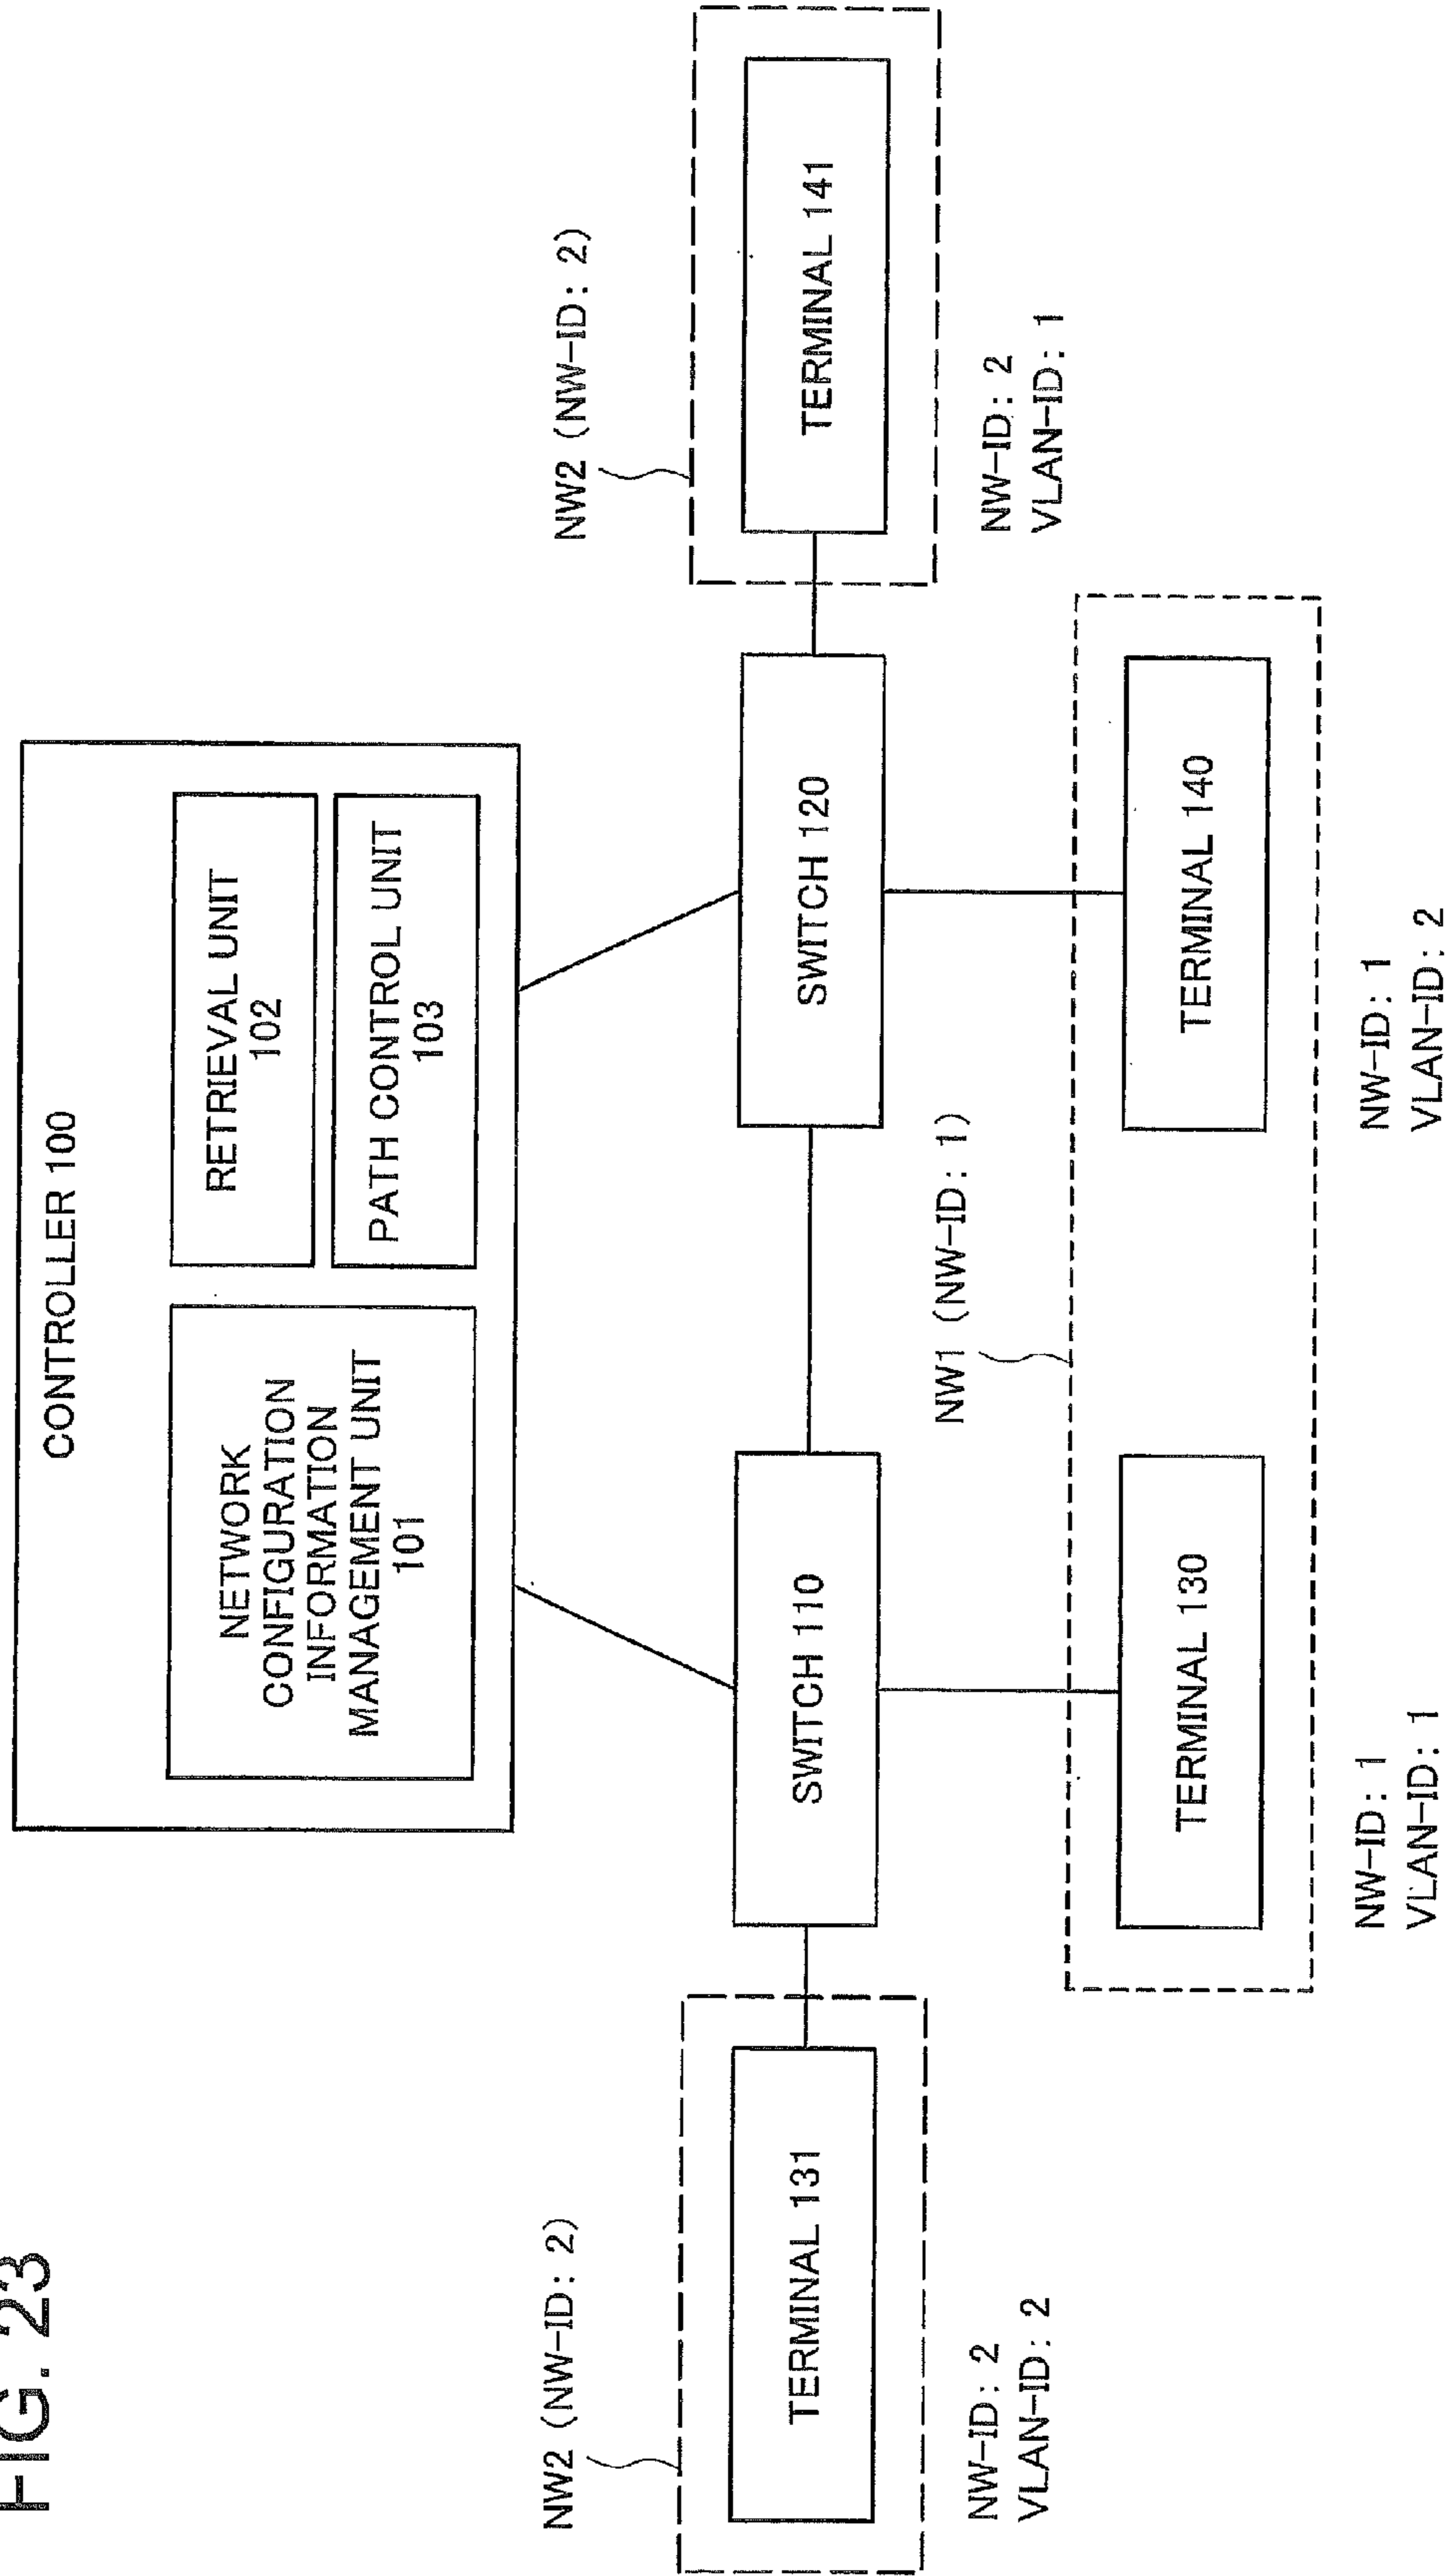 FIG. 23
CONTROLLER 100
NETWORK
CONFIGURATION
INFORMATION
MANAGEMENT UNIT
101
RETRIEVAL UNIT
102
PATH CONTROL UNIT
103
NW2 (NW-ID: 2)
TERMINAL 131
NW-ID: 2
VLAN-ID: 2
SWITCH 110
SWITCH 120
NW2 (NW-ID: 2)
TERMINAL 141
NW-ID: 2
VLAN-ID: 1
NW1 (NW-ID: 1)
TERMINAL 130
NW-ID: 1
VLAN-ID: 1
TERMINAL 140
NW-ID: 1
VLAN-ID: 2